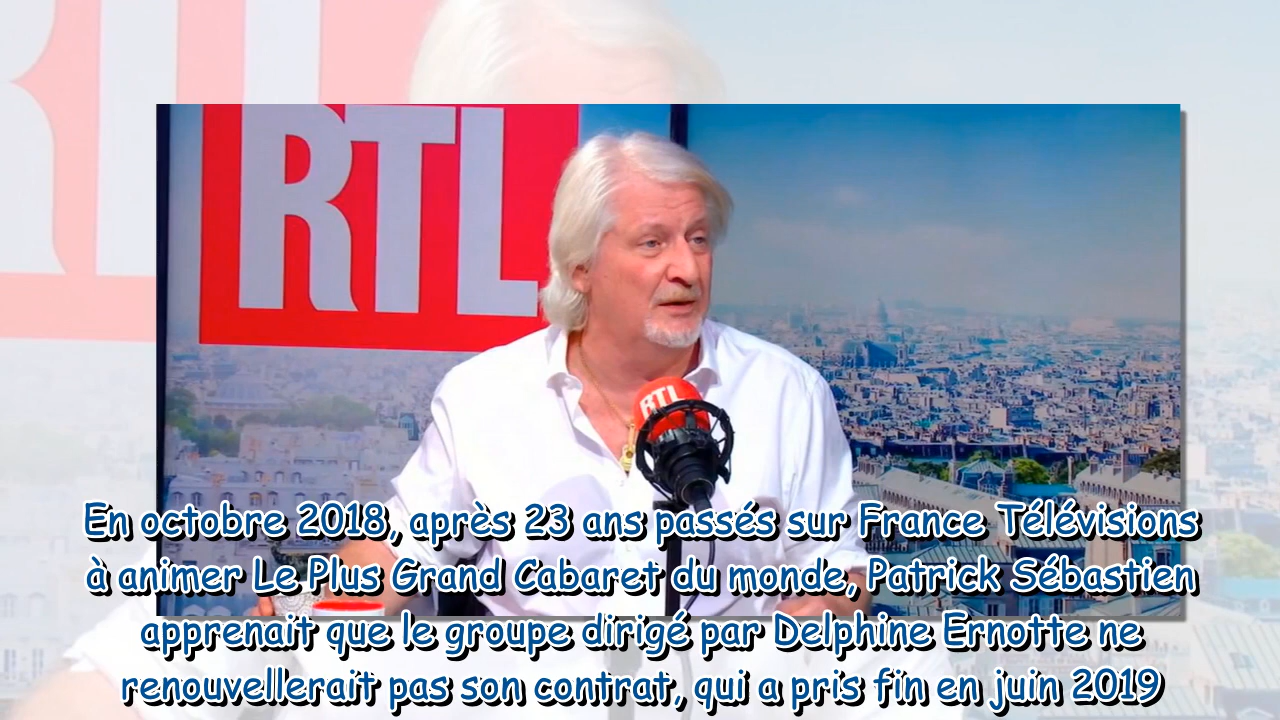 RTL
RTL
En octobre 2018, après 23 ans passés sur France Télévisions
à animer Le Plus Grand Cabaret du monde, Patrick Sébastien
apprenait que le groupe dirigé par Delphine Ernotte ne
renouvellerait pas son contrat, qui a pris fin en juin 2019